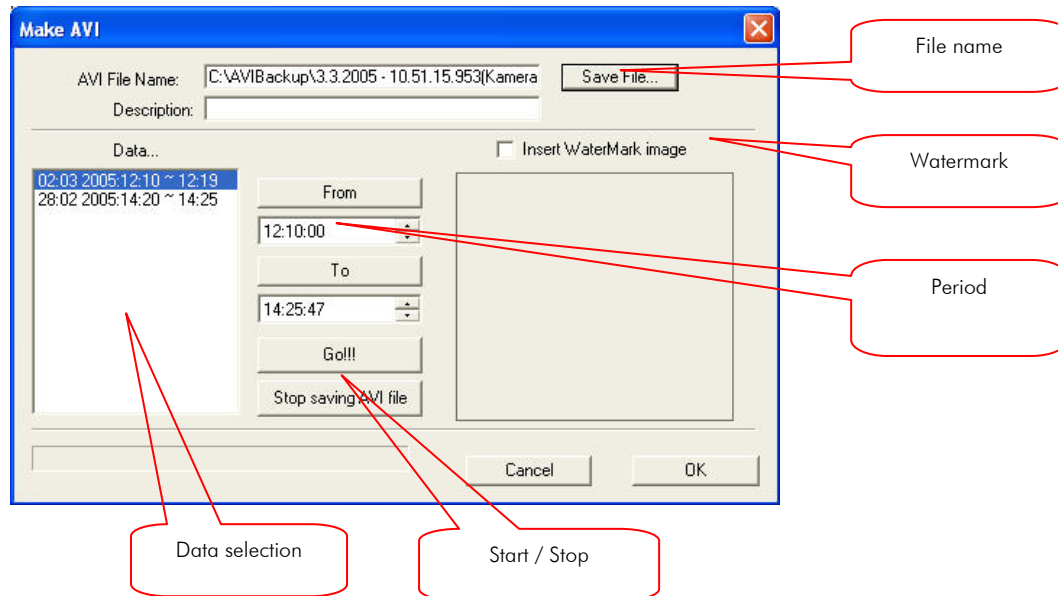 Make AVI
File name
AVI File Name: C:\AVIBackup\3.3.2005 - 10.51.15.953(Kamera Save File...
Description:
Data...
Insert WaterMark image
Watermark
02:03 2005:12:10 ~ 12:19
28:02 2005:14:20 ~ 14:25
From
12:10:00
To
Period
14:25:47
Go!!!
Stop saving AVI file
Cancel
OK
Data selection
Start / Stop